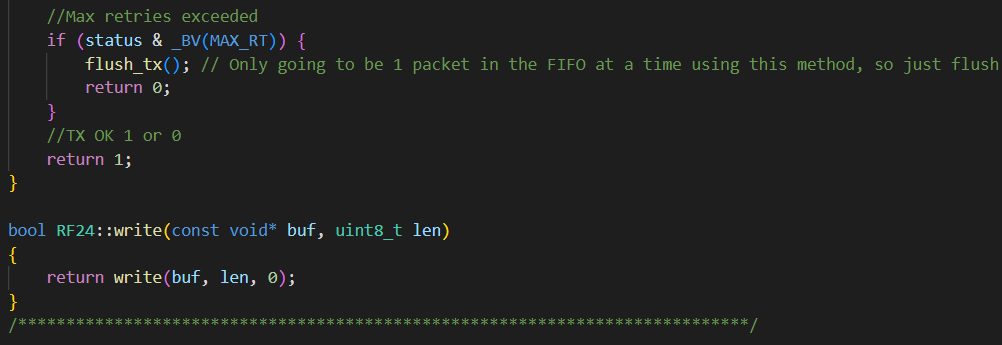 //Max retries exceeded
if (status & _BV(MAX_RT)) {
flush_tx(); // Only going to be 1 packet in the FIFO at a time using this method, so just flush
return 0;
}
//TX OK 1 or 0
return 1;
}
bool RF24::write(const void* buf, uint8_t len)
{
return write(buf, len, 0);
}
/****************************************************************************/